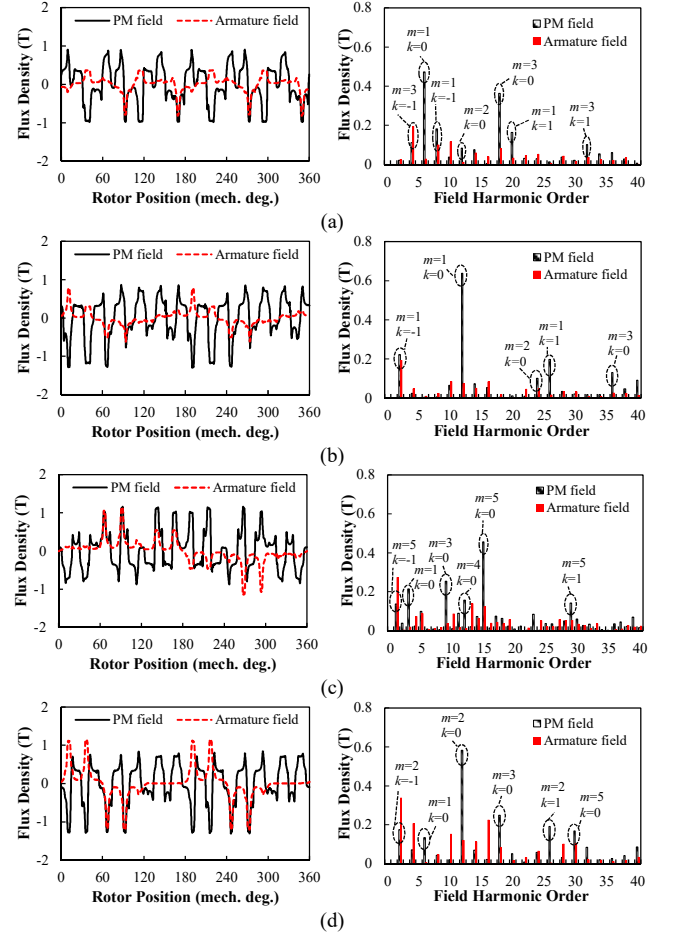 PM field
Armature field
Flux Density (T)
2
1
0
-1
-2
0 60 120 180 240 300 360
Rotor Position (mech. deg.)
PM field
Armature field
Flux Density (T)
0.8
0.6
0.4
0.2
0
0 5 10 15 20 25 30 35 40
Field Harmonic Order
m=1
k=0
m=3
k=-1
m=1
k=-1
m=2
k=0
m=3
k=0
m=1
k=1
m=3
k=1
(a)
PM field
Armature field
Flux Density (T)
2
1
0
-1
-2
0 60 120 180 240 300 360
Rotor Position (mech. deg.)
PM field
Armature field
Flux Density (T)
0.8
0.6
0.4
0.2
0
0 5 10 15 20 25 30 35 40
Field Harmonic Order
m=1
k=-1
m=1
k=0
m=2
k=0
m=1
k=1
m=3
k=0
(b)
PM field
Armature field
Flux Density (T)
2
1
0
-1
-2
0 60 120 180 240 300 360
Rotor Position (mech. deg.)
PM field
Armature field
Flux Density (T)
0.8
0.6
0.4
0.2
0
0 5 10 15 20 25 30 35 40
Field Harmonic Order
m=5
k=-1
m=1
k=0
m=3
k=0
m=4
k=0
m=5
k=0
m=5
k=1
(c)
PM field
Armature field
Flux Density (T)
2
1
0
-1
-2
0 60 120 180 240 300 360
Rotor Position (mech. deg.)
PM field
Armature field
Flux Density (T)
0.8
0.6
0.4
0.2
0
0 5 10 15 20 25 30 35 40
Field Harmonic Order
m=2
k=-1
m=1
k=0
m=2
k=0
m=3
k=0
m=2
k=1
m=5
k=0
(d)